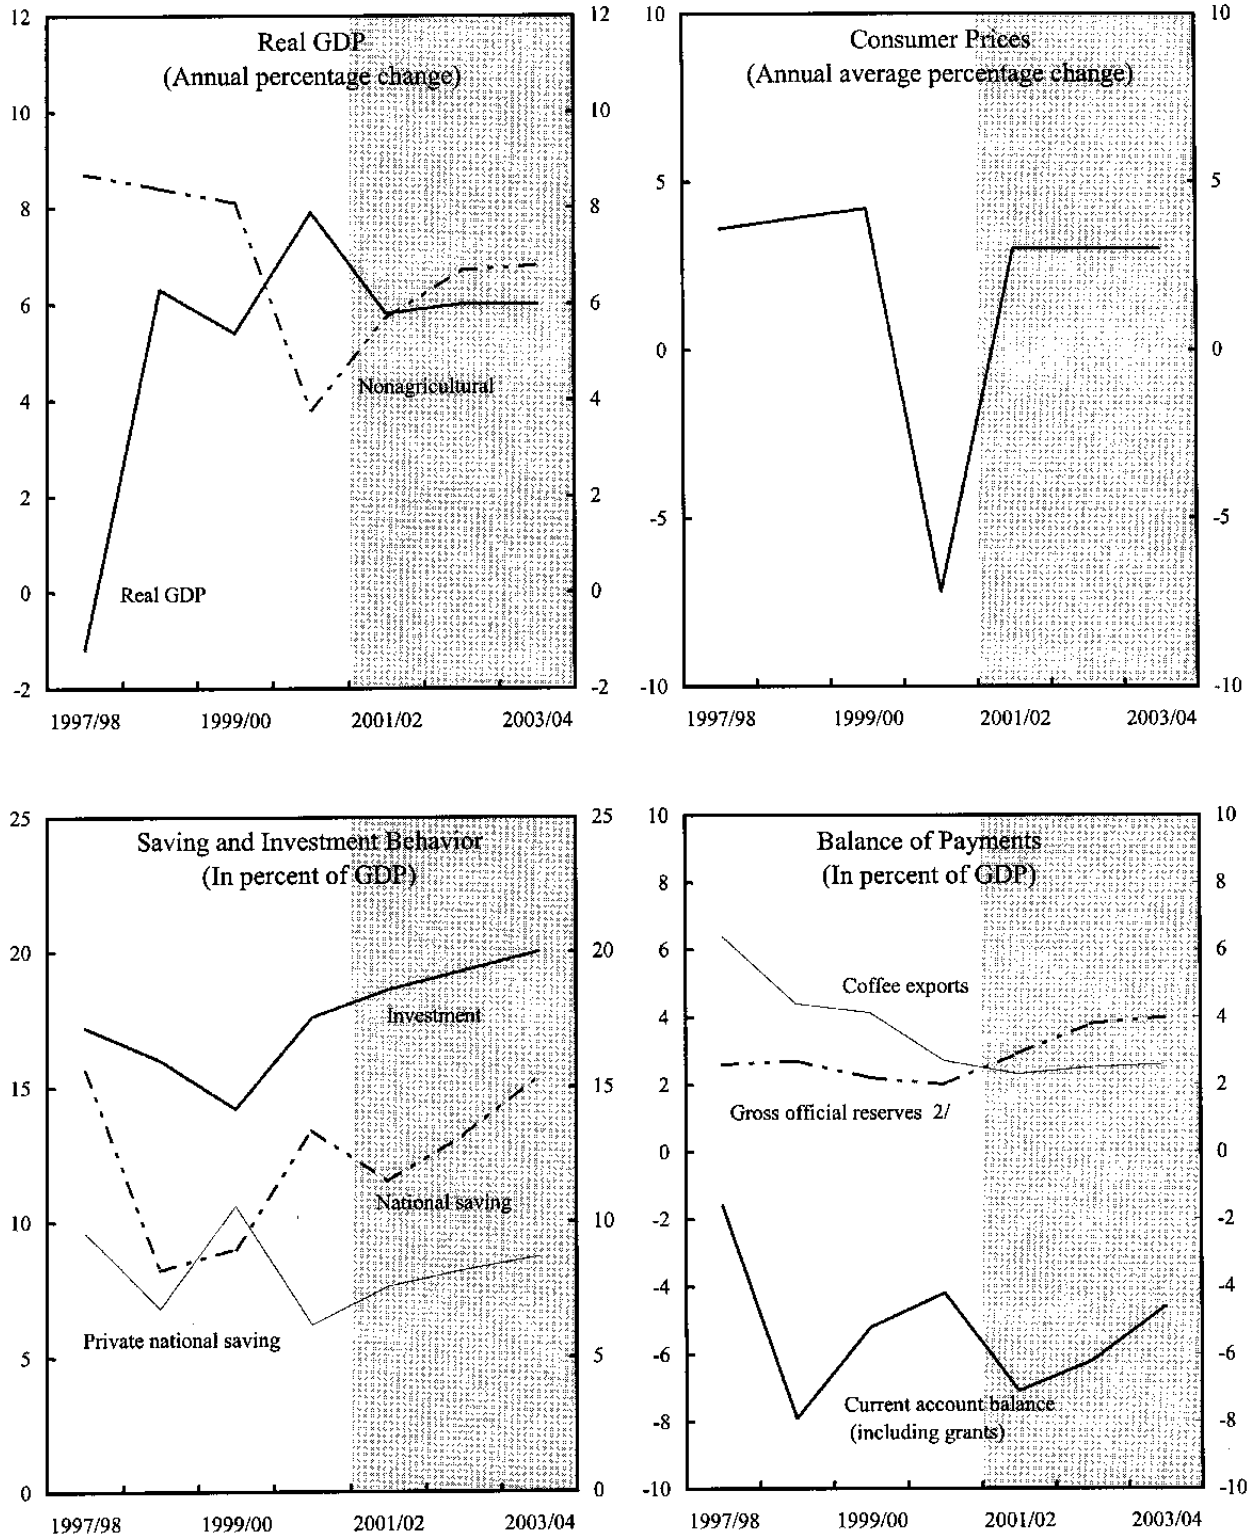 Real GDP
(Annual percentage change)
12
10
8
6
4
2
0
-2
12
10
8
6
4
2
0
-2
Nonagricultural
Real GDP
1997/98 1999/00 2001/02 2003/04
Consumer Prices
(Annual average percentage change)
10
5
0
-5
-10
10
5
0
-5
-10
1997/98 1999/00 2001/02 2003/04
Saving and Investment Behavior
(In percent of GDP)
25
20
15
10
5
0
25
20
15
10
5
0
Investment
National saving
Private national saving
1997/98 1999/00 2001/02 2003/04
Balance of Payments
(In percent of GDP)
10
8
6
4
2
0
-2
-4
-6
-8
-10
10
8
6
4
2
0
-2
-4
-6
-8
-10
Coffee exports
Gross official reserves 2/
Current account balance
(including grants)
1997/98 1999/00 2001/02 2003/04